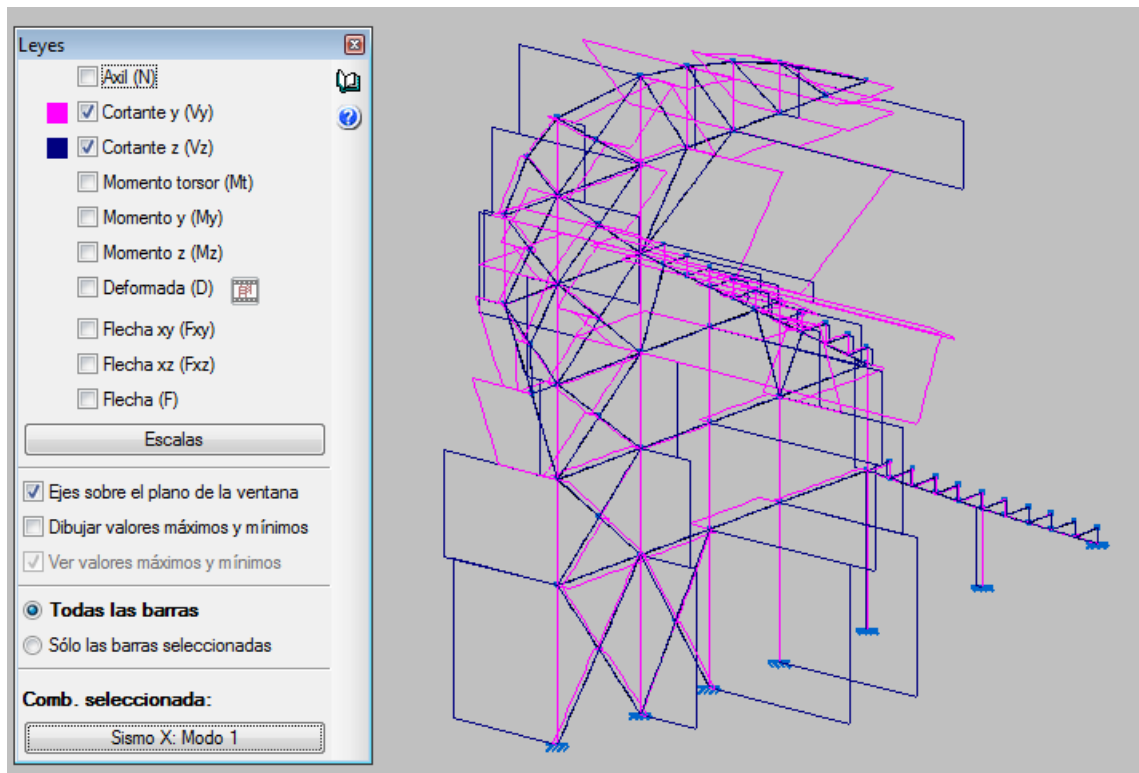 Leyes
Axil (N)
Cortante y (Vy)
Cortante z (Vz)
Momento torsor (Mt)
Momento y (My)
Momento z (Mz)
Deformada (D)
Flecha xy (Fxy)
Flecha xz (Fxz)
Flecha (F)
Escalas
Ejes sobre el plano de la ventana
Dibujar valores máximos y mínimos
Ver valores máximos y mínimos
Todas las barras
Sólo las barras seleccionadas
Comb. seleccionada:
Sismo X: Modo 1